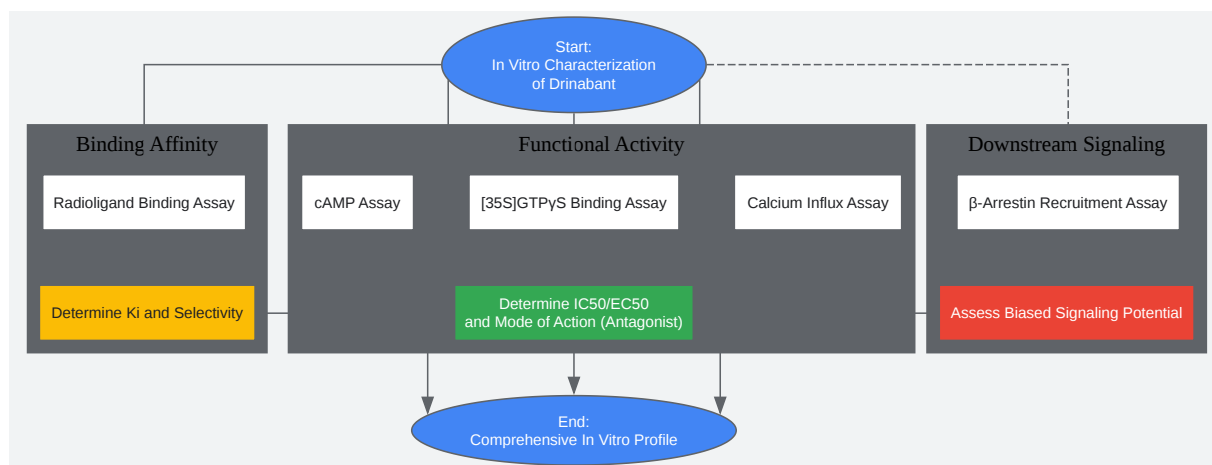 Start:
In Vitro Characterization
of Drinabant
Binding Affinity
Functional Activity
Downstream Signaling
Radioligand Binding Assay
cAMP Assay
[35S]GTPγS Binding Assay
Calcium Influx Assay
β-Arrestin Recruitment Assay
Determine Ki and Selectivity
Determine IC50/EC50
and Mode of Action (Antagonist)
Assess Biased Signaling Potential
End:
Comprehensive In Vitro Profile